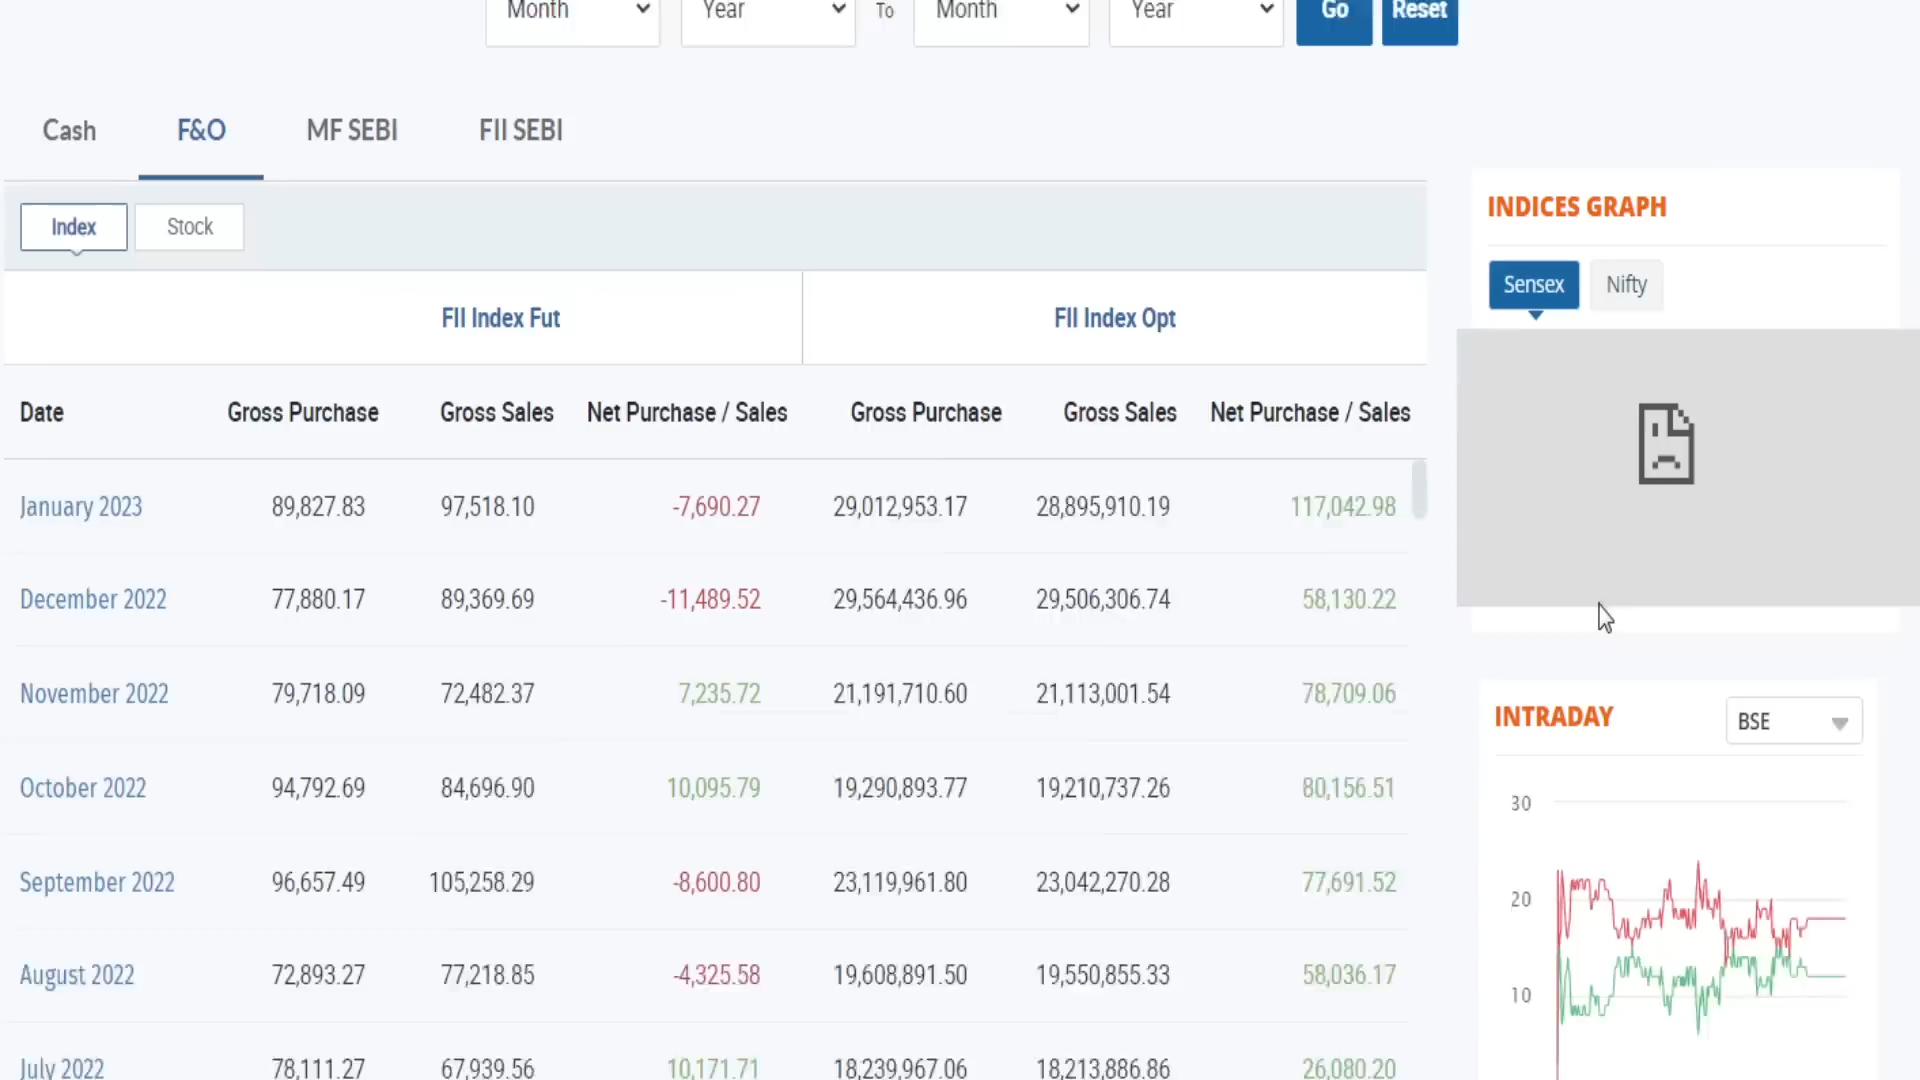 Month Year To Month Year Go Reset
Cash F&O MF SEBI FII SEBI
Index Stock
FII Index Fut FII Index Opt
Date Gross Purchase Gross Sales Net Purchase / Sales Gross Purchase Gross Sales Net Purchase / Sales
January 2023 89,827.83 97,518.10 -7,690.27 29,012,953.17 28,895,910.19 117,042.98
December 2022 77,880.17 89,369.69 -11,489.52 29,564,436.96 29,506,306.74 58,130.22
November 2022 79,718.09 72,482.37 7,235.72 21,191,710.60 21,113,001.54 78,709.06
October 2022 94,792.69 84,696.90 10,095.79 19,290,893.77 19,210,737.26 80,156.51
September 2022 96,657.49 105,258.29 -8,600.80 23,119,961.80 23,042,270.28 77,691.52
August 2022 72,893.27 77,218.85 -4,325.58 19,608,891.50 19,550,855.33 58,036.17
July 2022 78,111.27 67,939.56 10,171.71 18,239,967.06 18,213,886.86 26,080.20
INDICES GRAPH
Sensex Nifty
INTRADAY BSE
30
20
10